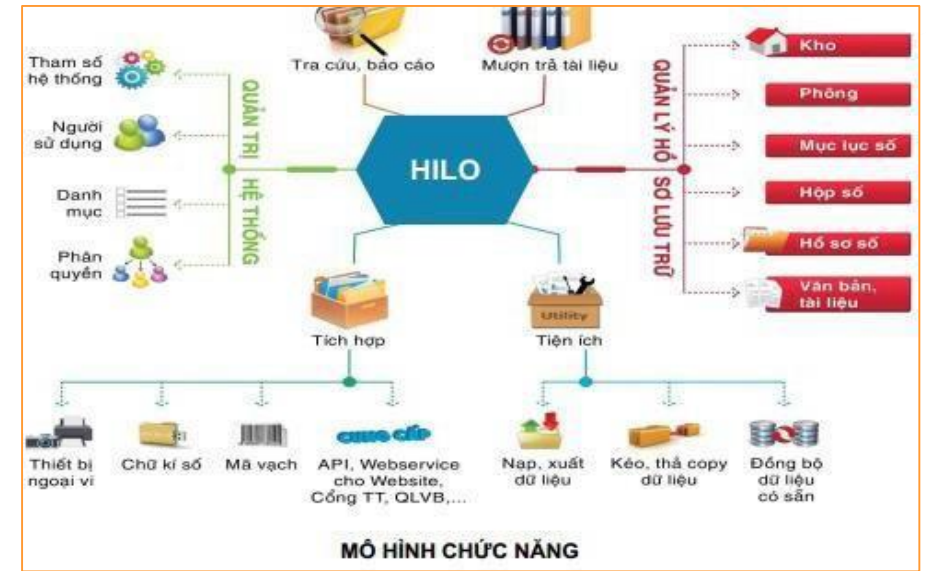 Tra cứu, báo cáo
Mượn trả tài liệu
Tham số
hệ thống
Người
sử dụng
Danh
mục
Phân
quyền
QUẢN TRỊ HỆ THỐNG
HILO
QUẢN LÝ HỒ SƠ LƯU TRỮ
Kho
Phông
Mục lục số
Hộp số
Hồ sơ số
Văn bản,
tài liệu
Tích hợp
Utility
Tiện ích
CUNG CẤP
Thiết bị
ngoại vi
Chữ kí số
Mã vạch
API, Webservice
cho Website,
Cổng TT, QLVB,...
Nạp, xuất
dữ liệu
Kéo, thả copy
dữ liệu
Đồng bộ
dữ liệu
có sẵn
MÔ HÌNH CHỨC NĂNG